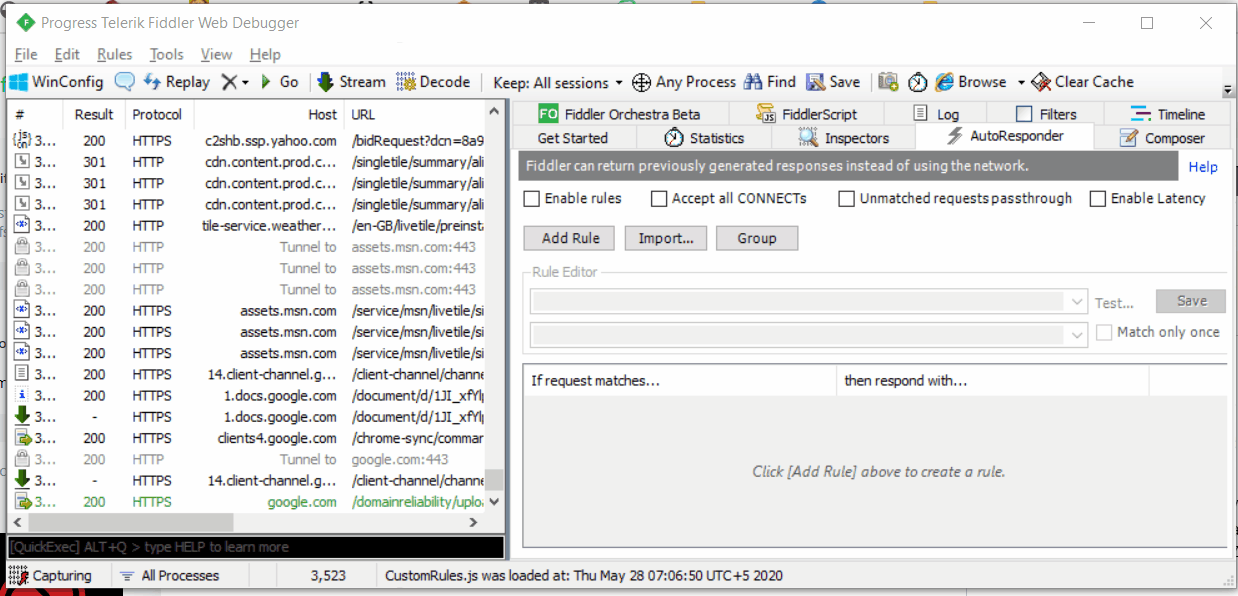 Progress Telerik Fiddler Web Debugger
File Edit Rules Tools View Help
WinConfig Replay Go Stream Decode Keep: All sessions Any Process Find Save Browse Clear Cache
# Result Protocol Host URL
3... 200 HTTPS c2shb.ssp.yahoo.com /bidRequest?dcn=8a9
3... 301 HTTP cdn.content.prod.c... /singletile/summary/ali
3... 301 HTTP cdn.content.prod.c... /singletile/summary/ali
3... 301 HTTP cdn.content.prod.c... /singletile/summary/ali
3... 200 HTTP tile-service.weather... /en-GB/livetile/preinsta
3... 200 HTTP Tunnel to assets.msn.com:443
3... 200 HTTP Tunnel to assets.msn.com:443
3... 200 HTTP Tunnel to assets.msn.com:443
3... 200 HTTPS assets.msn.com /service/msn/livetile/si
3... 200 HTTPS assets.msn.com /service/msn/livetile/si
3... 200 HTTPS assets.msn.com /service/msn/livetile/si
3... 200 HTTPS 14.client-channel.g... /client-channel/channe
3... 200 HTTPS 1.docs.google.com /document/d/1JI_xfYlp
3... - HTTPS 1.docs.google.com /document/d/1JI_xfYlp
3... 200 HTTPS clients4.google.com /chrome-sync/commar
3... 200 HTTP Tunnel to google.com:443
3... - HTTPS 14.client-channel.g... /client-channel/channe
3... 200 HTTPS google.com /domainreliability/uploa
[QuickExec] ALT+Q > type HELP to learn more
FO Fiddler Orchestra Beta FiddlerScript Log Filters Timeline
Get Started Statistics Inspectors AutoResponder Composer
Fiddler can return previously generated responses instead of using the network. Help
Enable rules Accept all CONNECTs Unmatched requests passthrough Enable Latency
Add Rule Import... Group
Rule Editor
Test... Save
Match only once
If request matches... then respond with...
Click [Add Rule] above to create a rule.
Capturing All Processes 3,523 CustomRules.js was loaded at: Thu May 28 07:06:50 UTC+5 2020